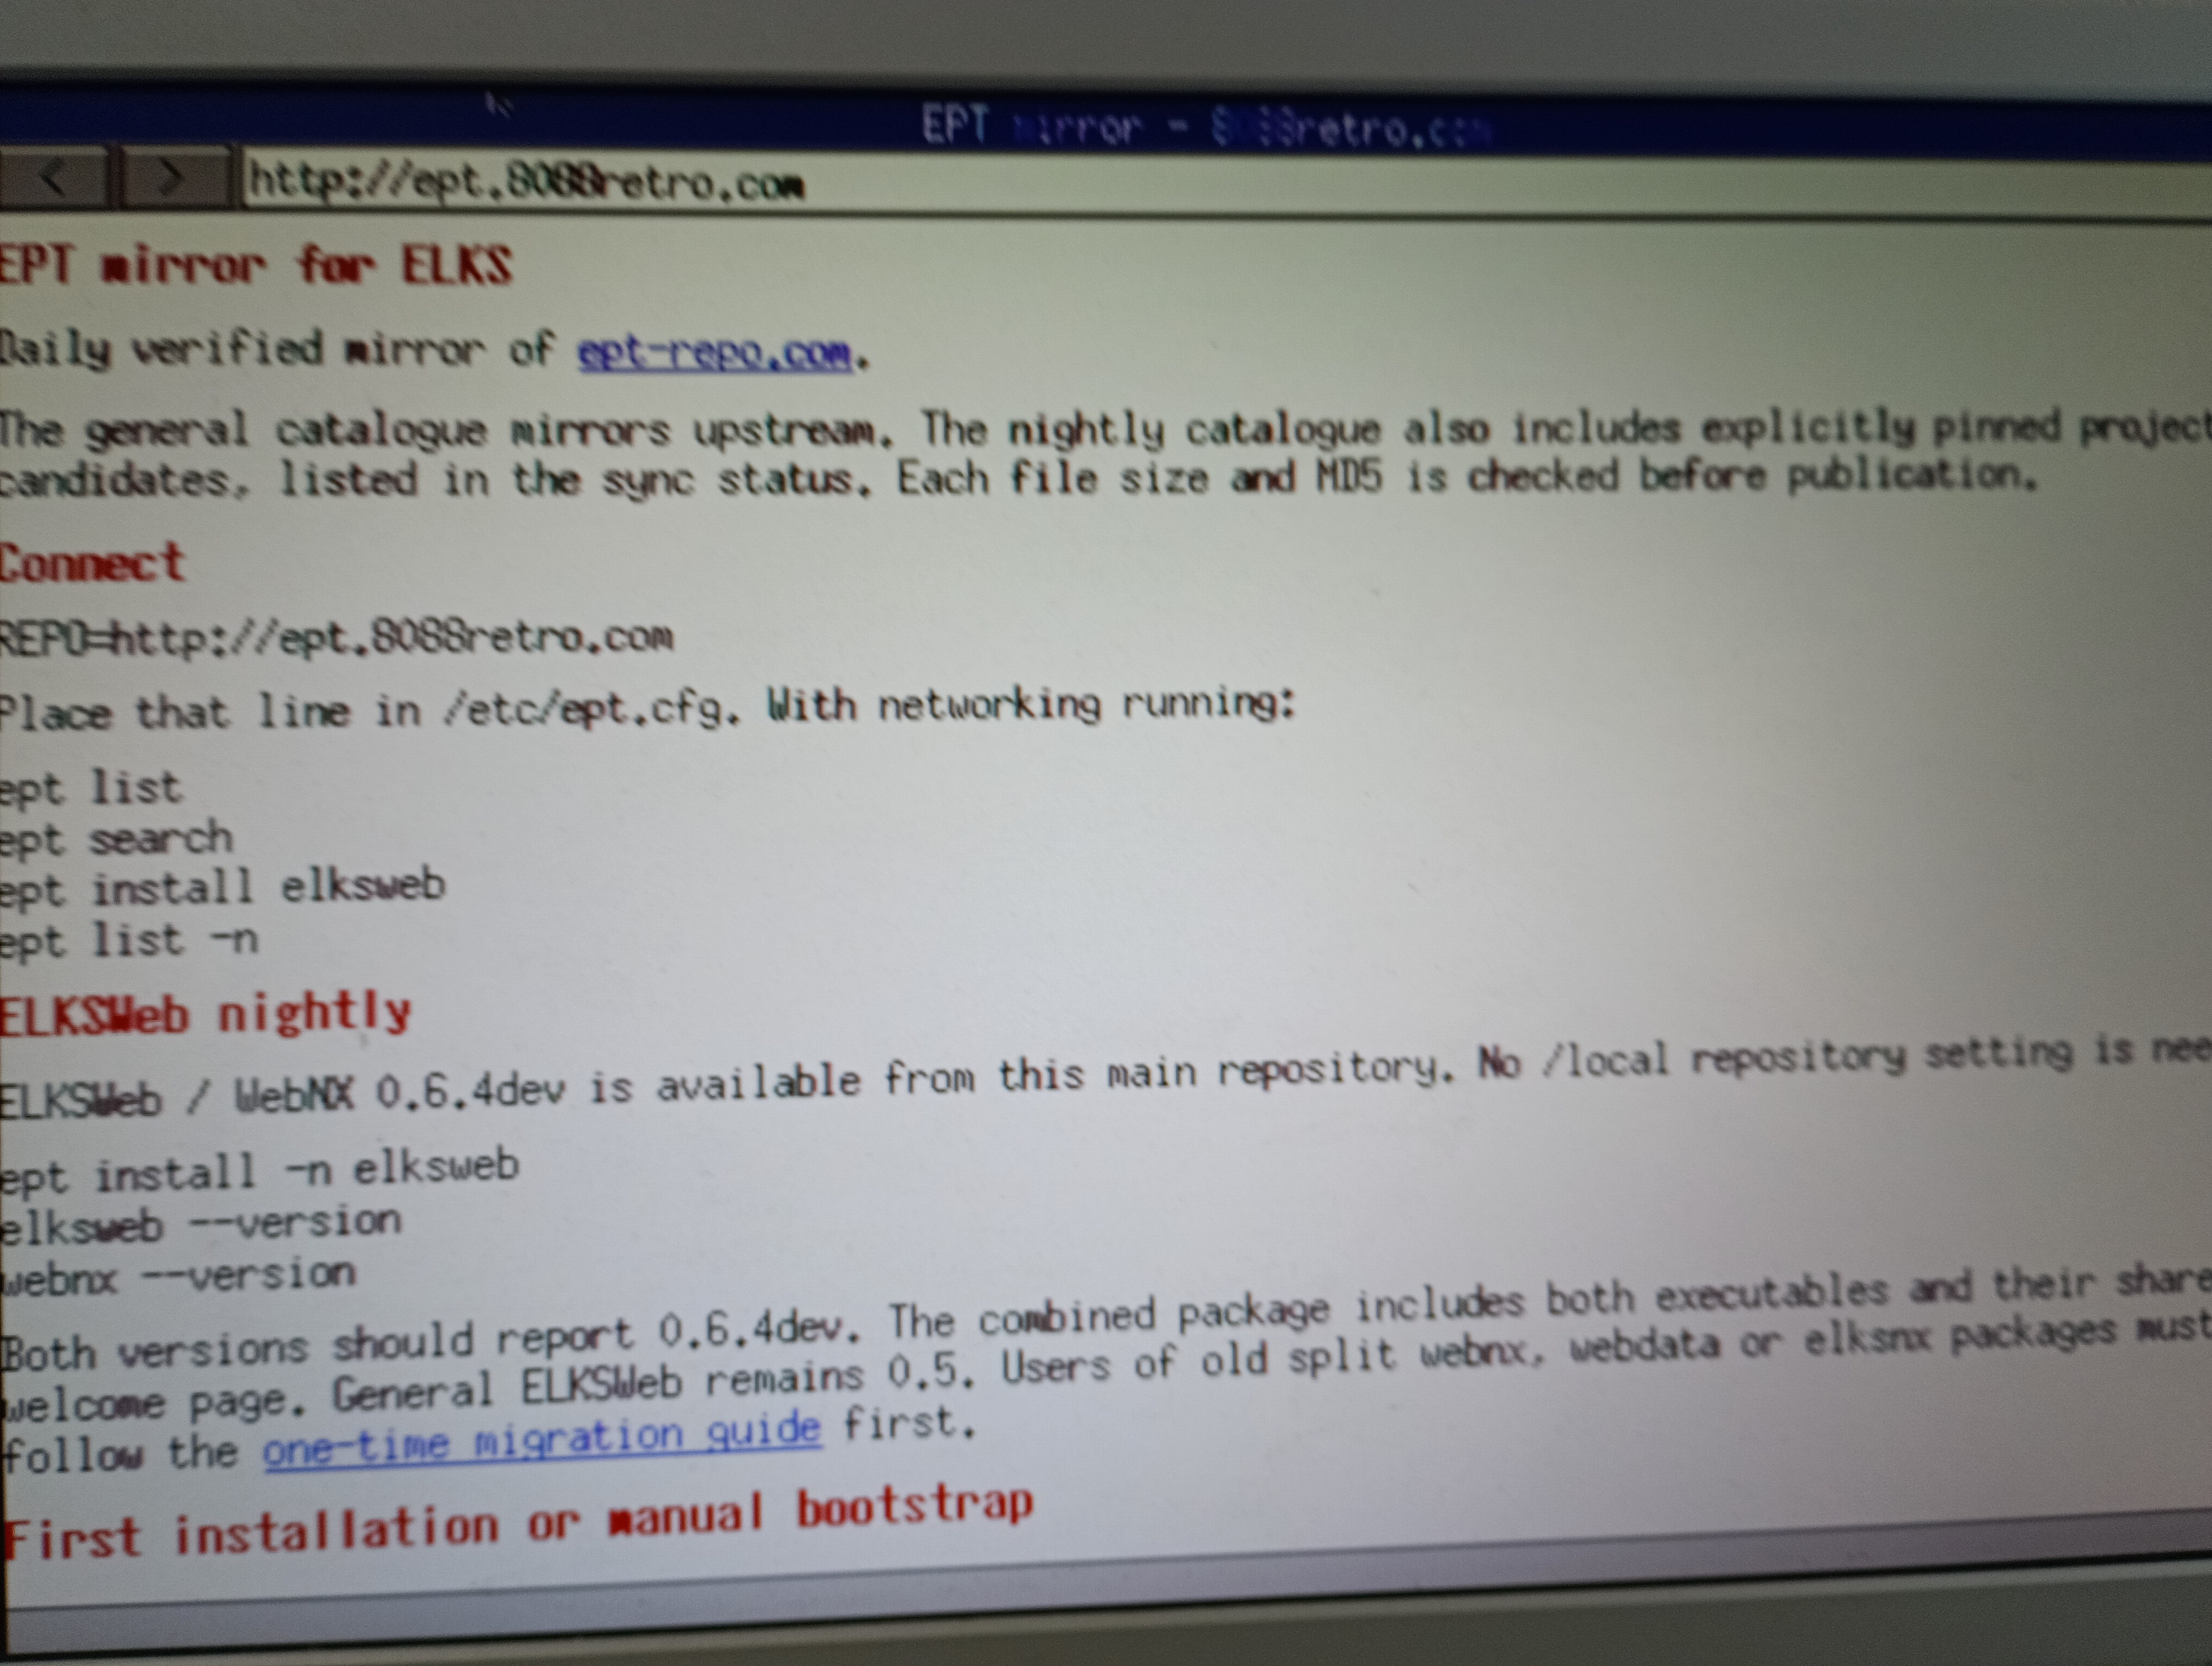 EPT mirror - 8088retro.com
< >
http://ept.8088retro.com
EPT mirror for ELKS
Daily verified mirror of ept-repo.com.
The general catalogue mirrors upstream. The nightly catalogue also includes explicitly pinned project
candidates, listed in the sync status. Each file size and MD5 is checked before publication.
Connect
REPO=http://ept.8088retro.com
Place that line in /etc/ept.cfg. With networking running:
ept list
ept search
ept install elksweb
ept list -n
ELKSWeb nightly
ELKSWeb / WebNX 0.6.4dev is available from this main repository. No /local repository setting is nee
ept install -n elksweb
elksweb --version
webnx --version
Both versions should report 0.6.4dev. The combined package includes both executables and their share
welcome page. General ELKSWeb remains 0.5. Users of old split webnx, webdata or elksnx packages must
follow the one-time migration guide first.
First installation or manual bootstrap